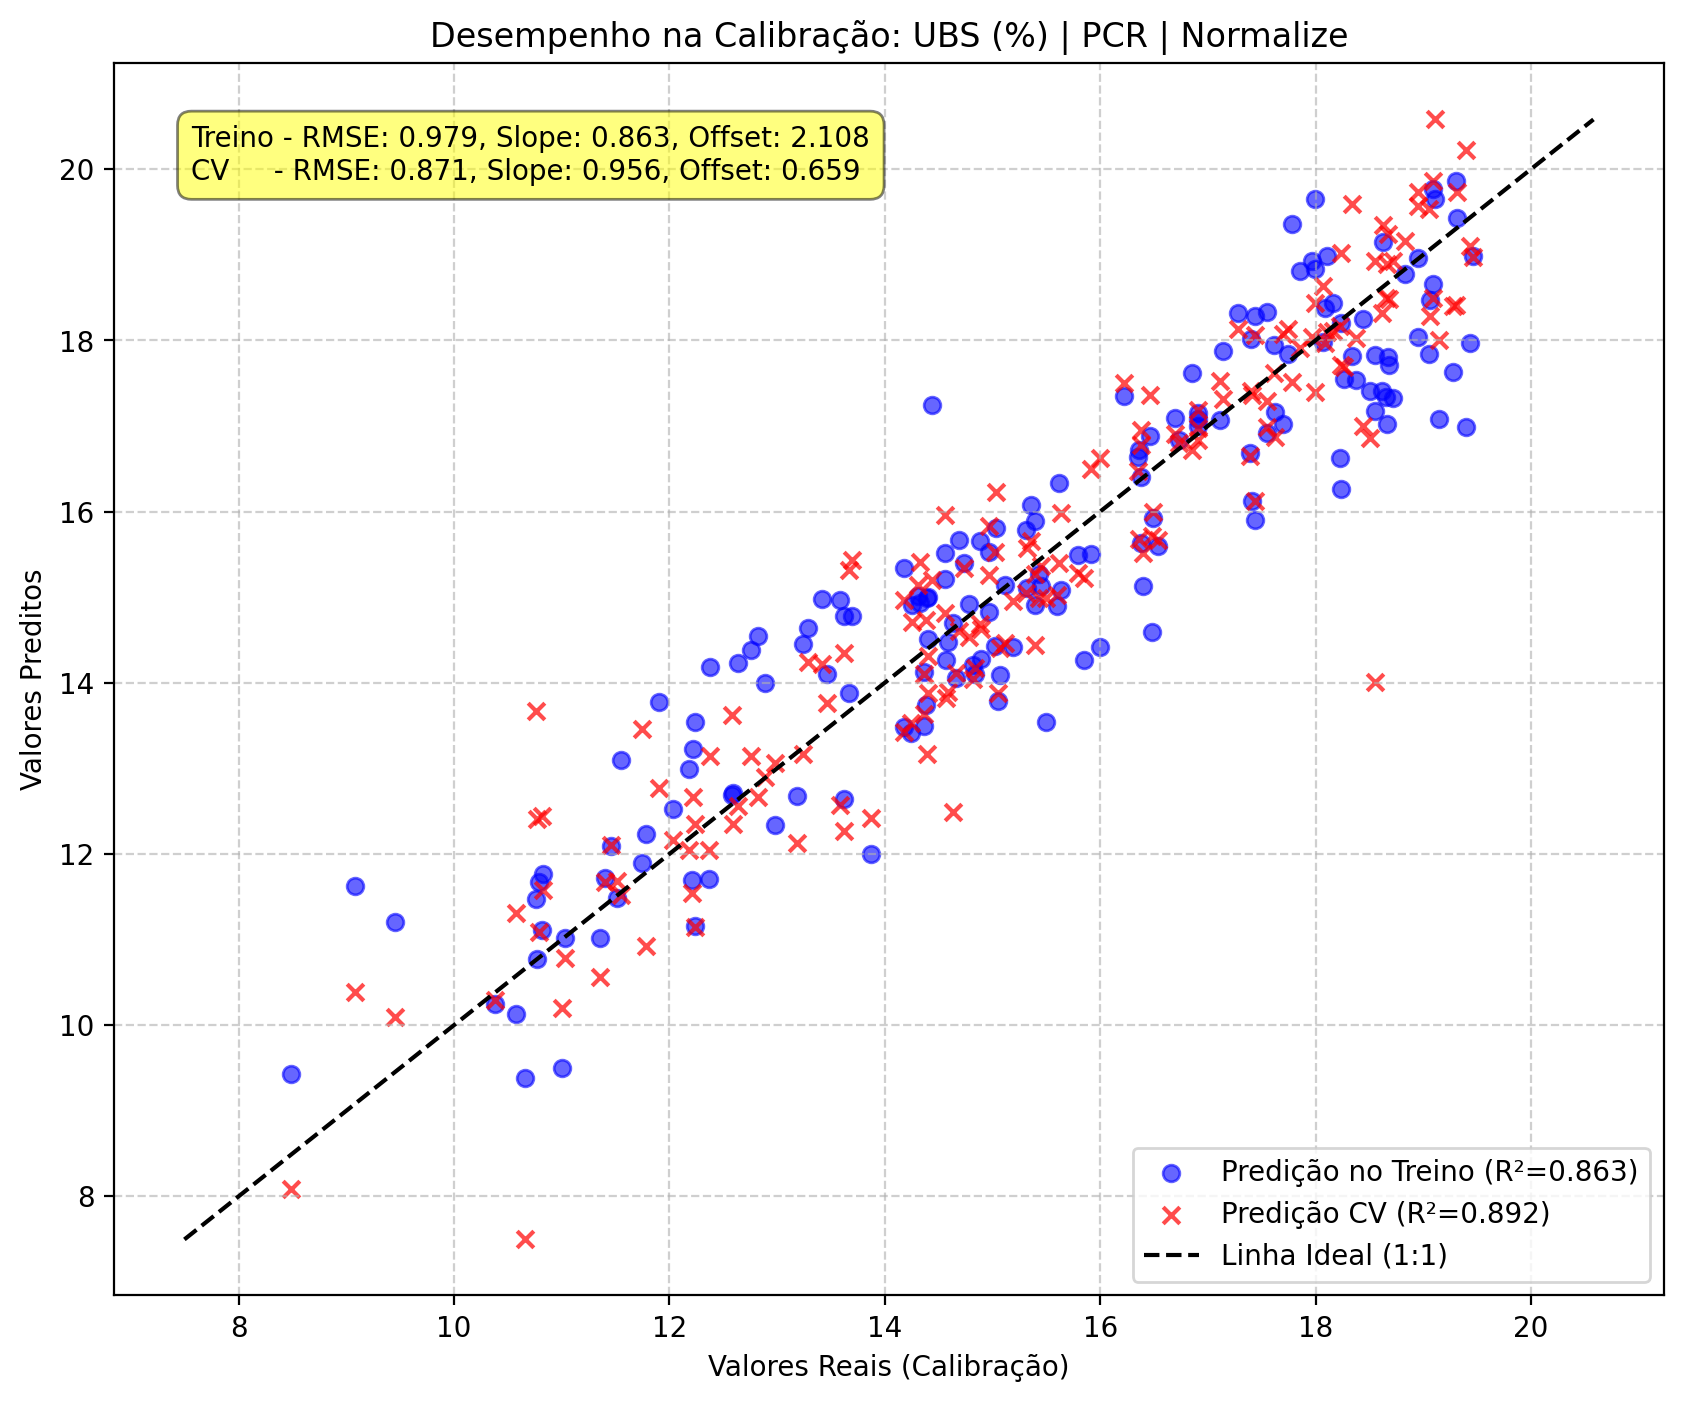 Desempenho na Calibração: UBS (%) | PCR | Normalize
Treino - RMSE: 0.979, Slope: 0.863, Offset: 2.108
CV - RMSE: 0.871, Slope: 0.956, Offset: 0.659
Valores Preditos
20
18
16
14
12
10
8
Predição no Treino (R²=0.863)
Predição CV (R²=0.892)
Linha Ideal (1:1)
8 10 12 14 16 18 20
Valores Reais (Calibração)